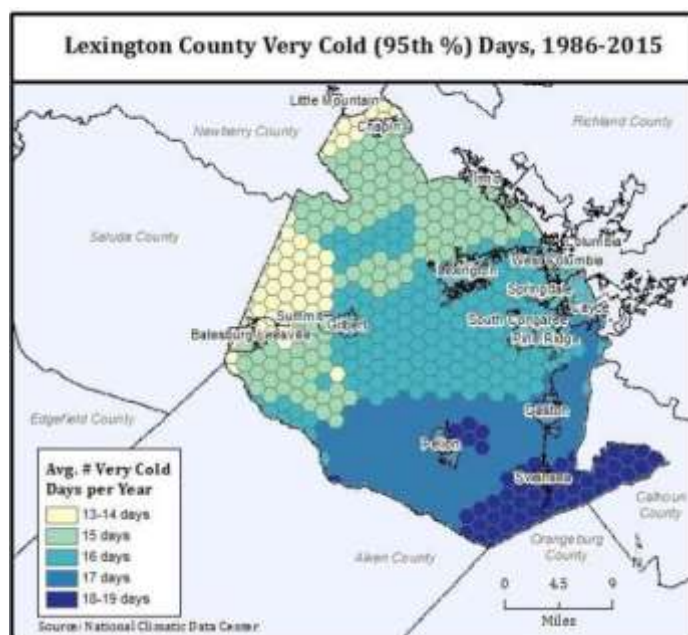 Lexington County Very Cold (95th %) Days, 1986-2015
Little Mountain
Newberry County
Chapin
Richland County
Irmo
Saluda County
Columbia
West Columbia
Lexington
Springdale
Cayce
Summit
Gilbert
South Congaree
Batesburg-Leesville
Pine Ridge
Edgefield County
Gaston
Pelion
Swansea
Calhoun
County
Orangeburg
County
Aiken County
Avg. # Very Cold
Days per Year
13-14 days
15 days
16 days
17 days
18-19 days
N
0 4.5 9
Miles
Source: National Climatic Data Center